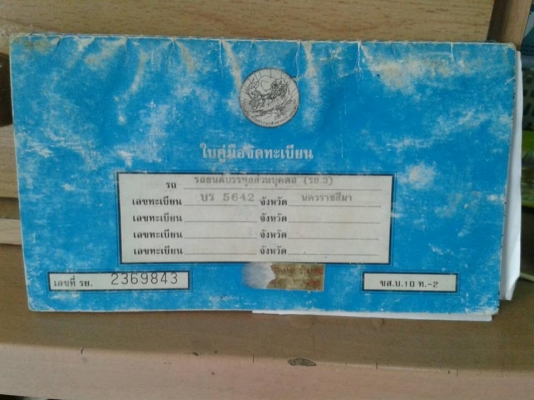 ใบคู่มือจดทะเบียน
รถ รถยนต์บรรทุกส่วนบุคคล (รย.3)
เลขทะเบียน บร 5642 จังหวัด นครราชสีมา
เลขทะเบียน จังหวัด
เลขทะเบียน จังหวัด
เลขทะเบียน จังหวัด
เลขที่ รย. 2369843
ขส.บ.10 ท.-2